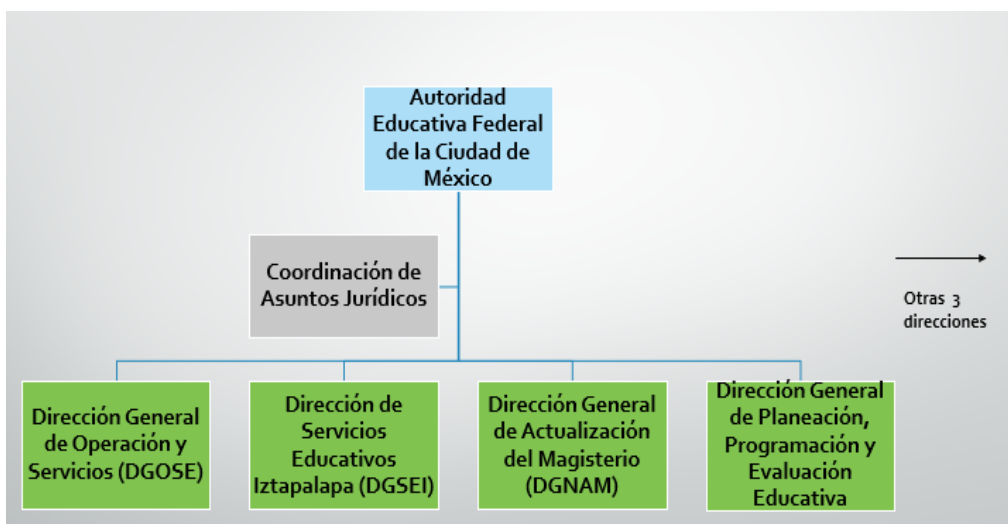 Autoridad
Educativa Federal
de la Ciudad de
México
Coordinación de
Asuntos Jurídicos
Otras 3
direcciones
Dirección General
de Operación y
Servicios (DGOSE)
Dirección de
Servicios
Educativos
Iztapalapa (DGSEI)
Dirección General
de Actualización
del Magisterio
(DGNAM)
Dirección General
de Planeación,
Programación y
Evaluación
Educativa